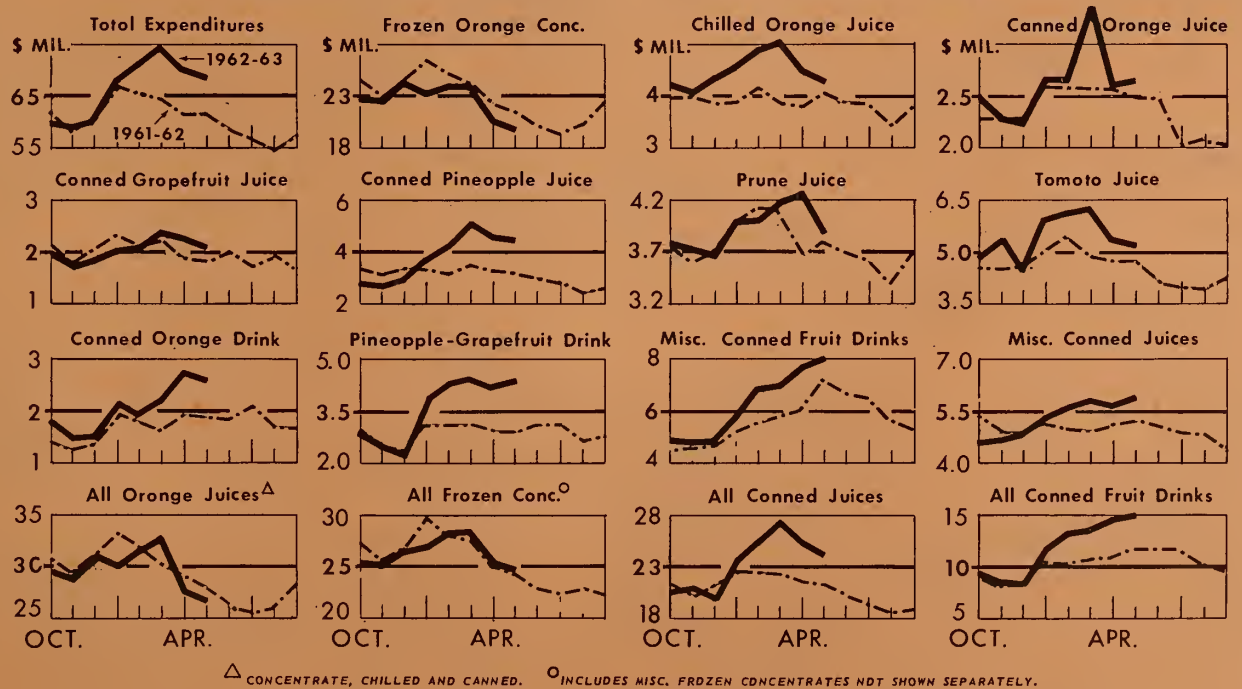 Totol Expenditures
Frozen Oronge Conc.
Chilled Oronge Juice
Canned Oronge Juice
$ MIL.
$ MIL.
$ MIL.
$ MIL.
1962-63
1961-62
65
55
23
18
4
3
2.5
2.0
Conned Gropefruit Juice
Conned Pineopple Juice
Prune Juice
Tomoto Juice
3
2
1
6
4
2
4.2
3.7
3.2
6.5
5.0
3.5
Conned Oronge Drink
Pineopple-Gropefruit Drink
Misc. Conned Fruit Drinks
Misc. Conned Juices
3
2
1
5.0
3.5
2.0
8
6
4
7.0
5.5
4.0
All Oronge Juices△
All Frozen Conc.○
All Conned Juices
All Conned Fruit Drinks
35
30
25
30
25
20
28
23
18
15
10
5
OCT. APR.
OCT. APR.
OCT. APR.
OCT. APR.
△ CONCENTRATE, CHILLED AND CANNED. ○ INCLUDES MISC. FROZEN CONCENTRATES NOT SHOWN SEPARATELY.